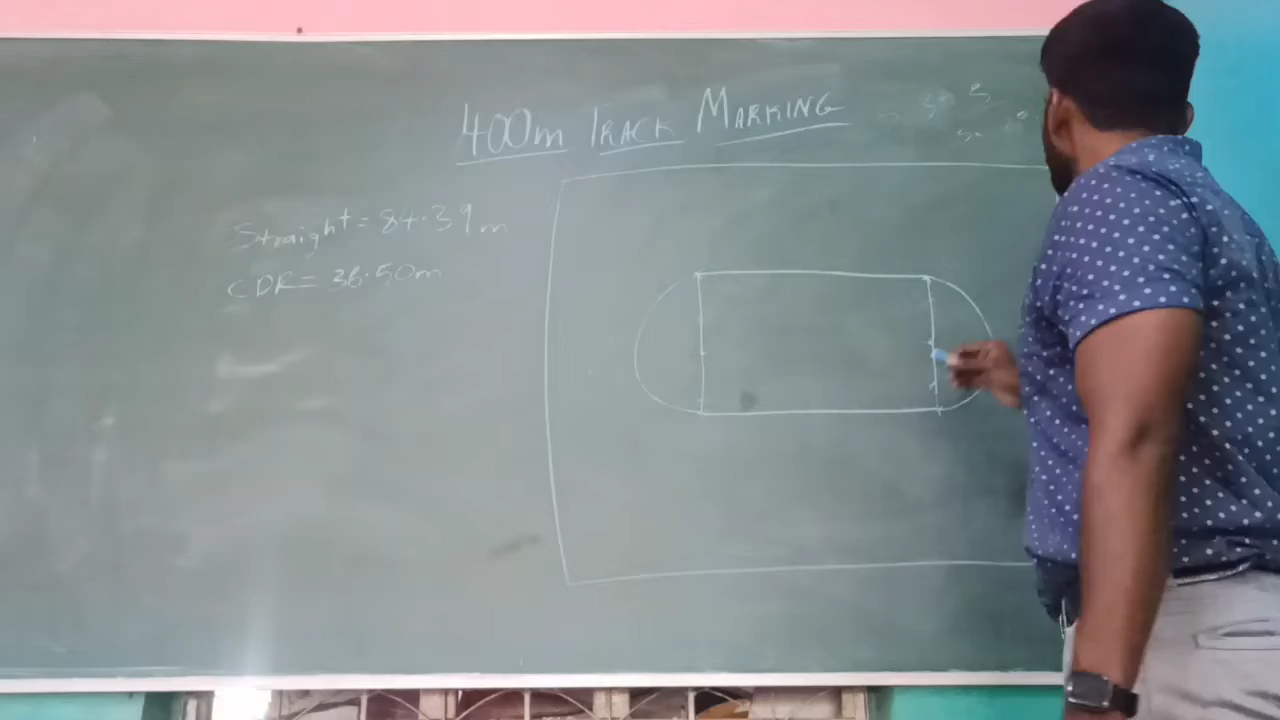 400m TRACK MARKING
Straight = 84.39m
CDR = 36.50m